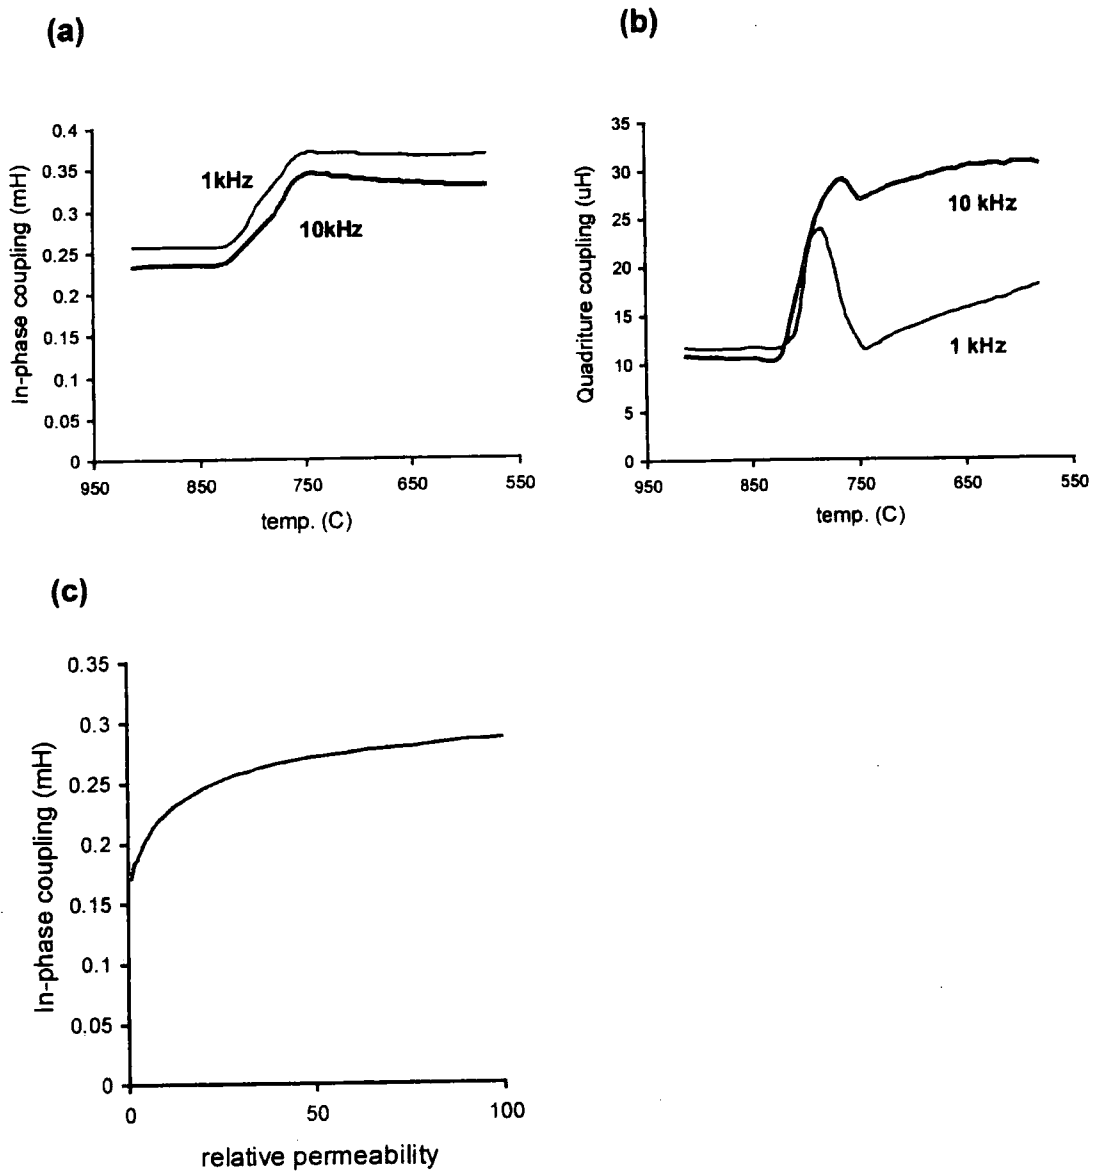 (a)
In-phase coupling (mH)
0.4
0.35
0.3
0.25
0.2
0.15
0.1
0.05
0
1kHz
10kHz
950
850
750
650
550
temp. (C)
(b)
Quadriture coupling (uH)
35
30
25
20
15
10
5
0
10 kHz
1 kHz
950
850
750
650
550
temp. (C)
(c)
In-phase coupling (mH)
0.35
0.3
0.25
0.2
0.15
0.1
0.05
0
0
50
100
relative permeability